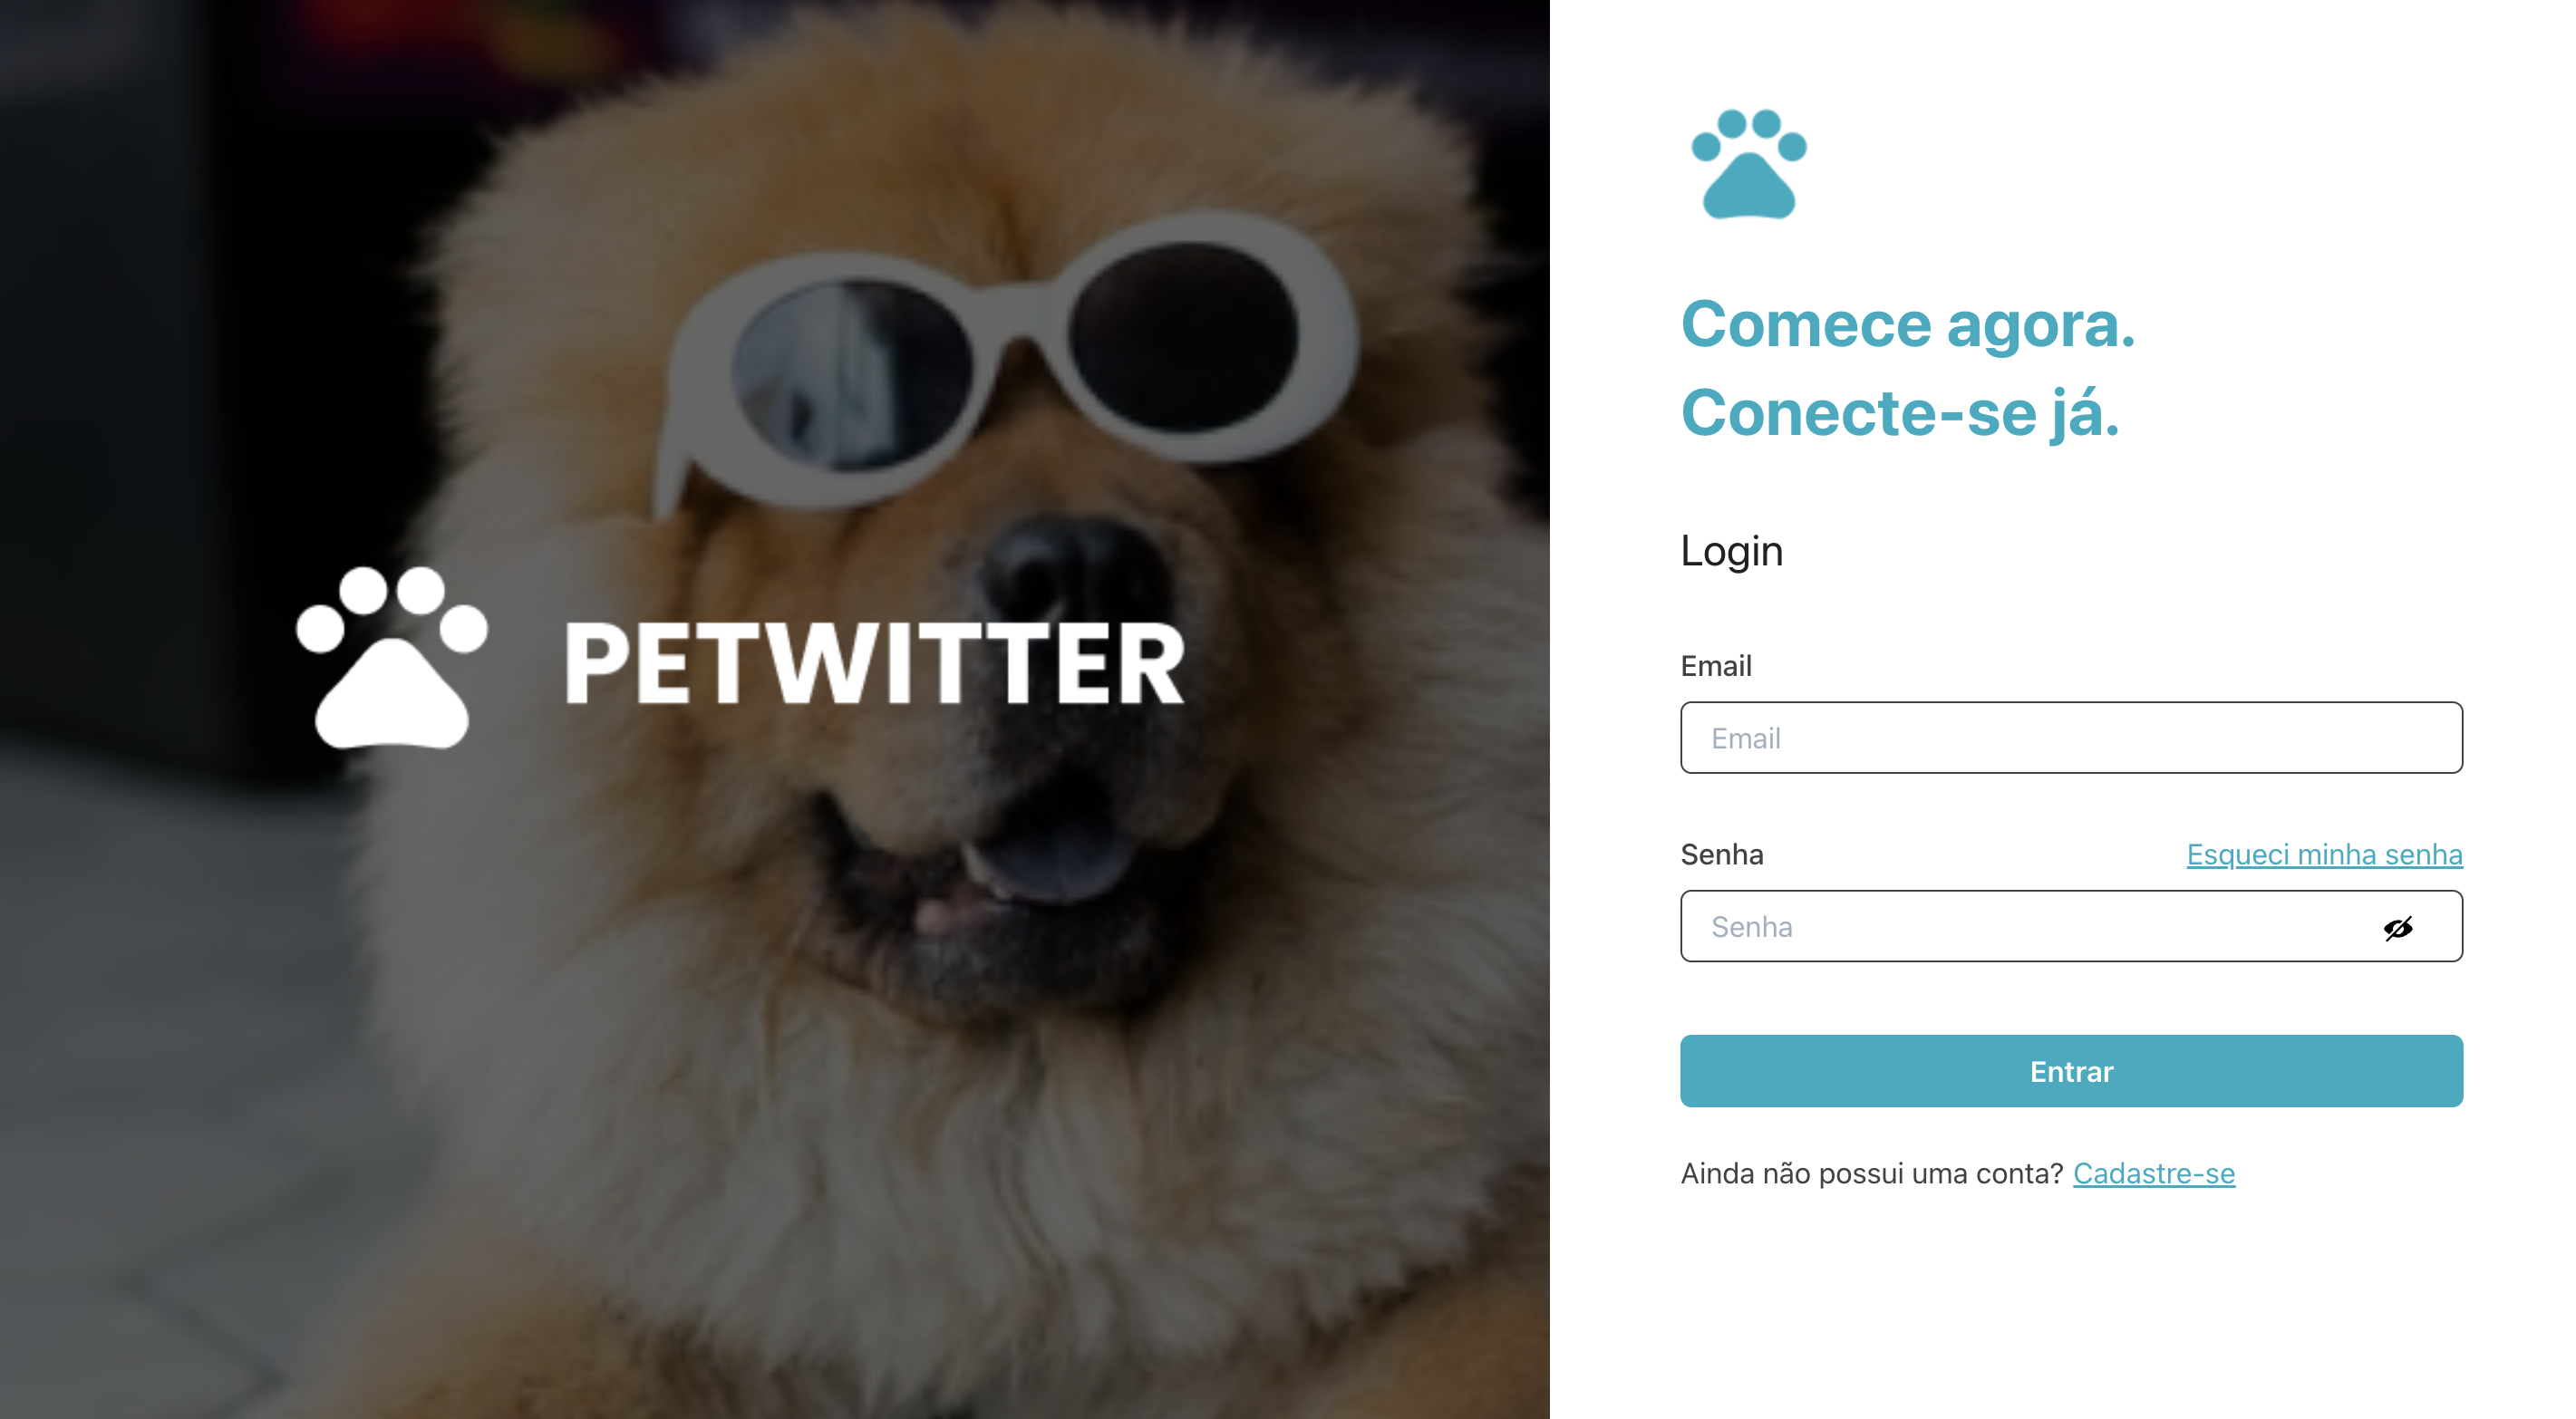 PETWITTER
Comece agora.
Conecte-se já.
Login
Email
Email
Senha
Esqueci minha senha
Senha
Entrar
Ainda não possui uma conta? Cadastre-se